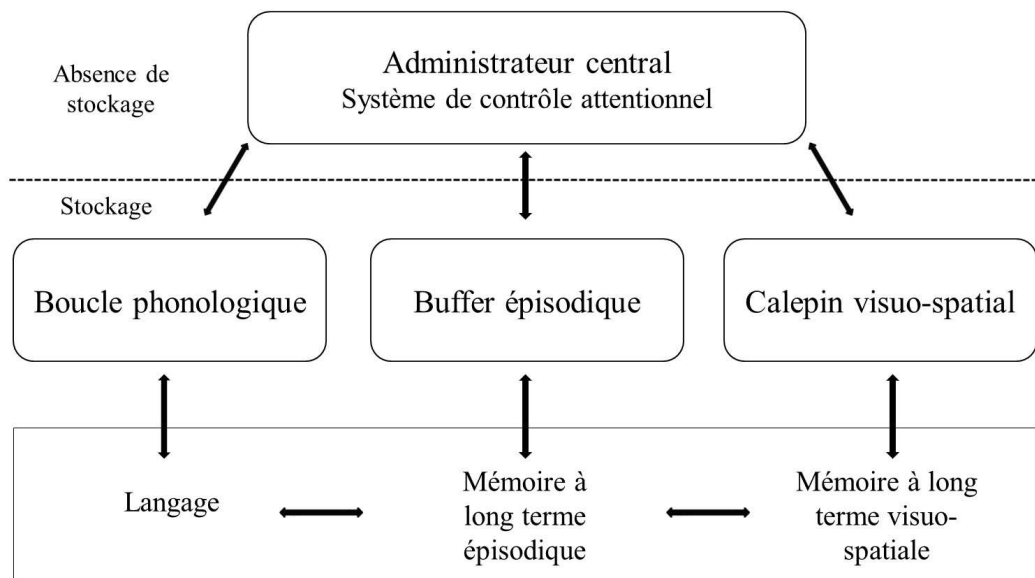 Absence de
stockage
Administrateur central
Système de contrôle attentionnel
Stockage
Boucle phonologique
Buffer épisodique
Calepin visuo-spatial
Langage
Mémoire à
long terme
épisodique
Mémoire à long
terme visuo-
spatiale